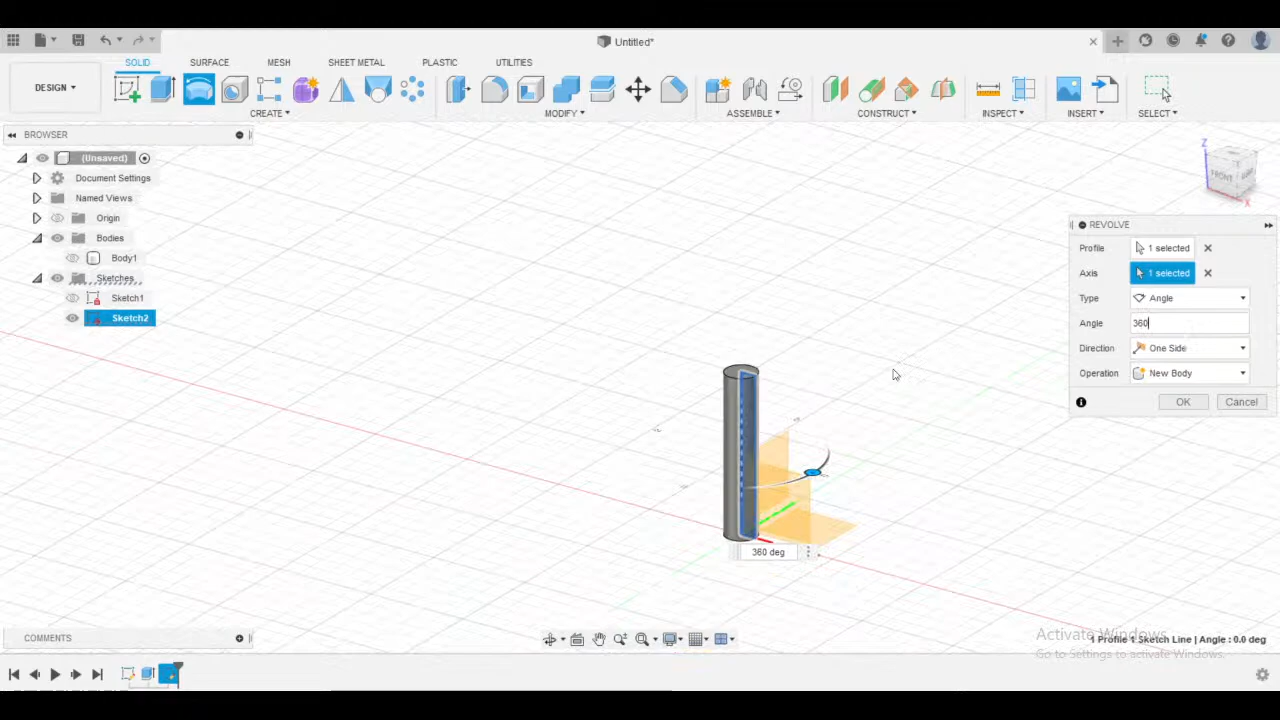 Untitled*
SOLID SURFACE MESH SHEET METAL PLASTIC UTILITIES
DESIGN
CREATE MODIFY ASSEMBLE CONSTRUCT INSPECT INSERT SELECT
BROWSER
(Unsaved)
Document Settings
Named Views
Origin
Bodies
Body1
Sketches
Sketch1
Sketch2
Z
FRONT
X
REVOLVE
Profile 1 selected
Axis 1 selected
Type Angle
Angle 360
Direction One Side
Operation New Body
OK Cancel
360 deg
COMMENTS
Activate Windows
Go to Settings to activate Windows.
1 Profile 1 Sketch Line | Angle : 0.0 deg